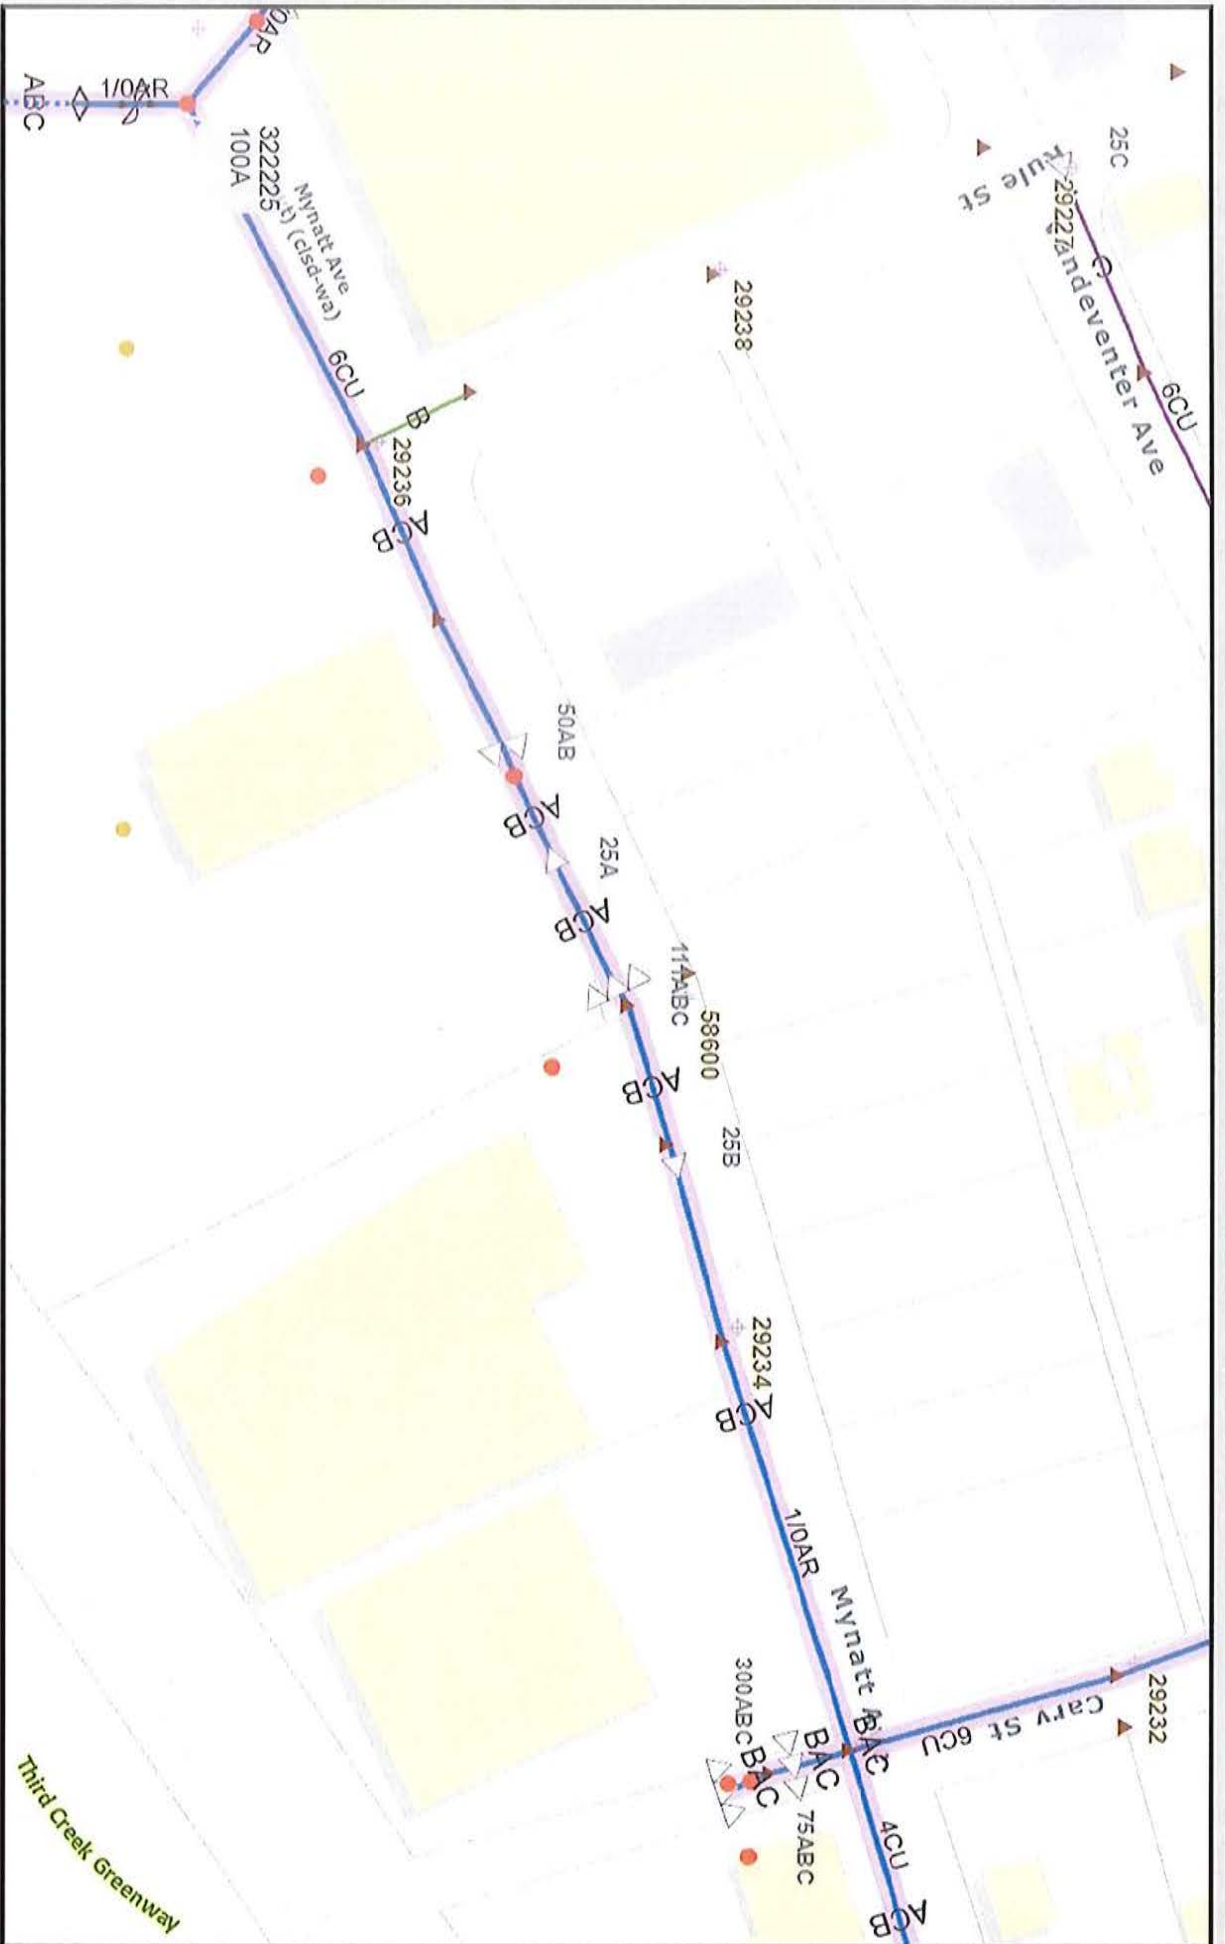 ABC
1/0AR
322225
100A
Mynatt Ave
(clsd-wa)
6CU
B
29236
ACB
29238
25C
Rule St
29227
Vandeventer Ave
C
6CU
50AB
ACB
25A
ACB
111ABC
58600
ACB
25B
29234
ACB
1/0AR
Mynatt
BAC
Cary St
6CU
29232
300ABC
BAC
BAC
75ABC
4CU
ACB
Third Creek Greenway